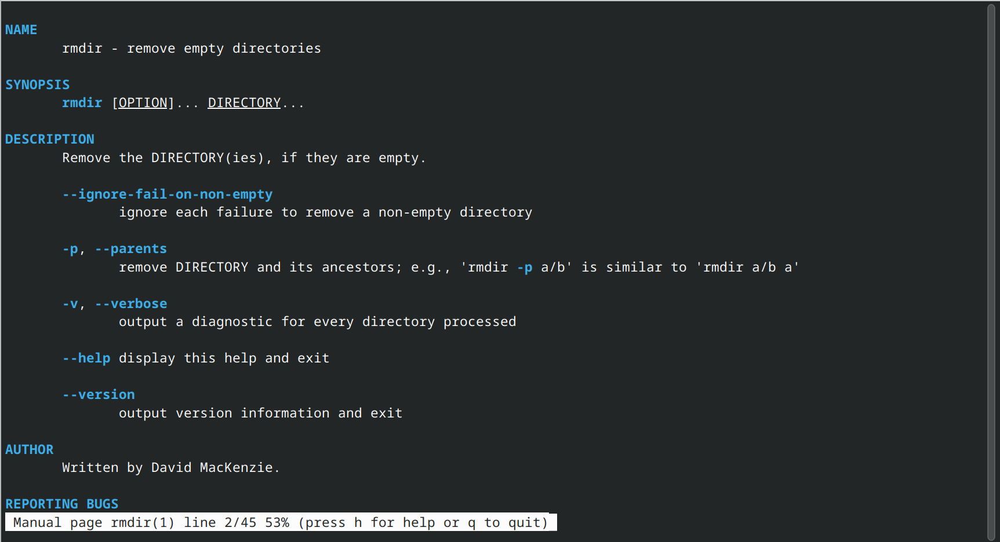 NAME
rmdir - remove empty directories
SYNOPSIS
rmdir [OPTION]... DIRECTORY...
DESCRIPTION
Remove the DIRECTORY(ies), if they are empty.
--ignore-fail-on-non-empty
ignore each failure to remove a non-empty directory
-p, --parents
remove DIRECTORY and its ancestors; e.g., 'rmdir -p a/b' is similar to 'rmdir a/b a'
-v, --verbose
output a diagnostic for every directory processed
--help display this help and exit
--version
output version information and exit
AUTHOR
Written by David MacKenzie.
REPORTING BUGS
Manual page rmdir(1) line 2/45 53% (press h for help or q to quit)